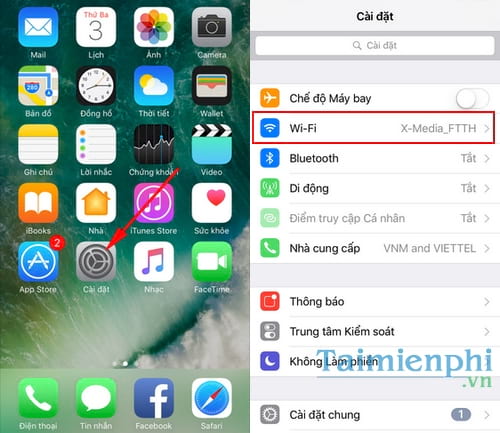 Thứ Ba
3
Mail
Lịch
Ảnh
Camera
Bản đồ
Đồng hồ
Thời tiết
Wallet
Ghi chú
Lời nhắc
Chứng khoán
Video
iBooks
Nhà
iTunes Store
Sức khỏe
2
App Store
Cài đặt
Nhạc
FaceTime
Điện thoại
Tin nhắn
Facebook
Safari
Cài đặt
Cài đặt
Chế độ Máy bay
Wi-Fi X-Media_FTTH
Bluetooth Tắt
Di động Tắt
Điểm truy cập Cá nhân Tắt
Nhà cung cấp VNM and VIETTEL
Thông báo
Trung tâm Kiểm soát
Không Làm phiền
Taimienphi
.vn
Cài đặt chung 1